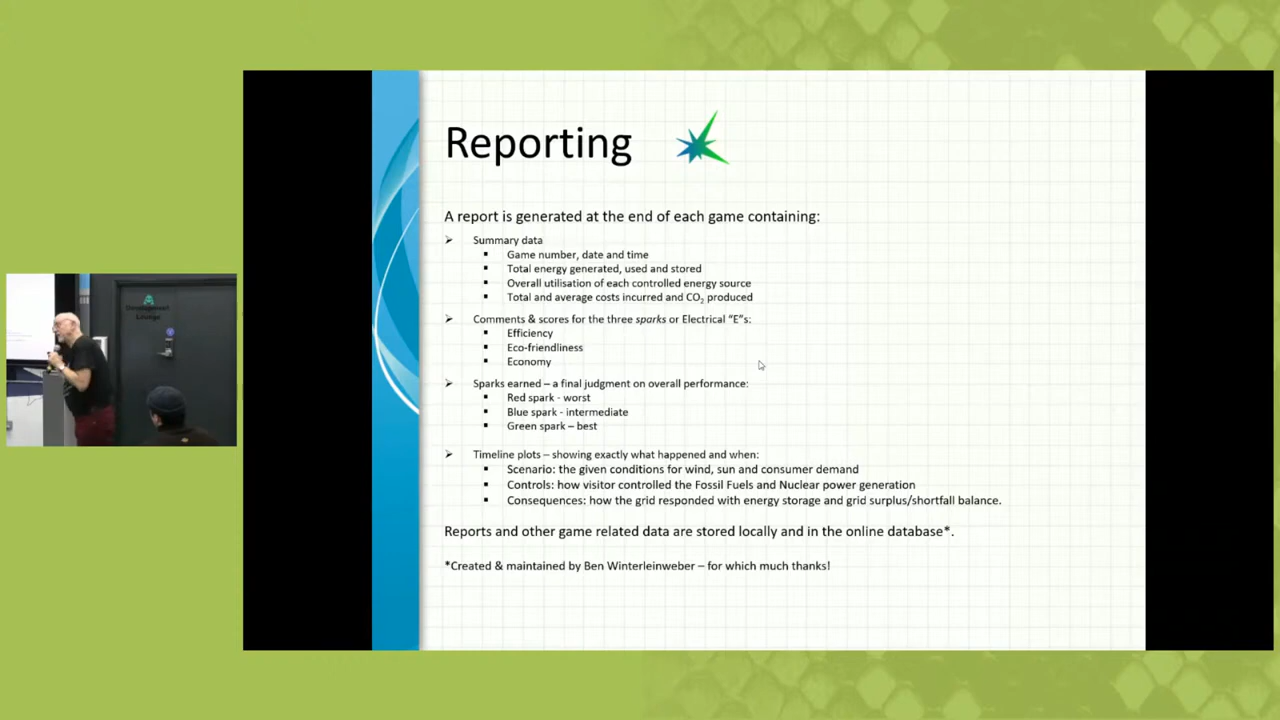 Reporting
A report is generated at the end of each game containing:
Summary data
Game number, date and time
Total energy generated, used and stored
Overall utilisation of each controlled energy source
Total and average costs incurred and CO₂ produced
Comments & scores for the three sparks or Electrical “E”s:
Efficiency
Eco-friendliness
Economy
Sparks earned – a final judgment on overall performance:
Red spark - worst
Blue spark - intermediate
Green spark – best
Timeline plots – showing exactly what happened and when:
Scenario: the given conditions for wind, sun and consumer demand
Controls: how visitor controlled the Fossil Fuels and Nuclear power generation
Consequences: how the grid responded with energy storage and grid surplus/shortfall balance.
Reports and other game related data are stored locally and in the online database*.
*Created & maintained by Ben Winterleinweber – for which much thanks!
Development
Lounge